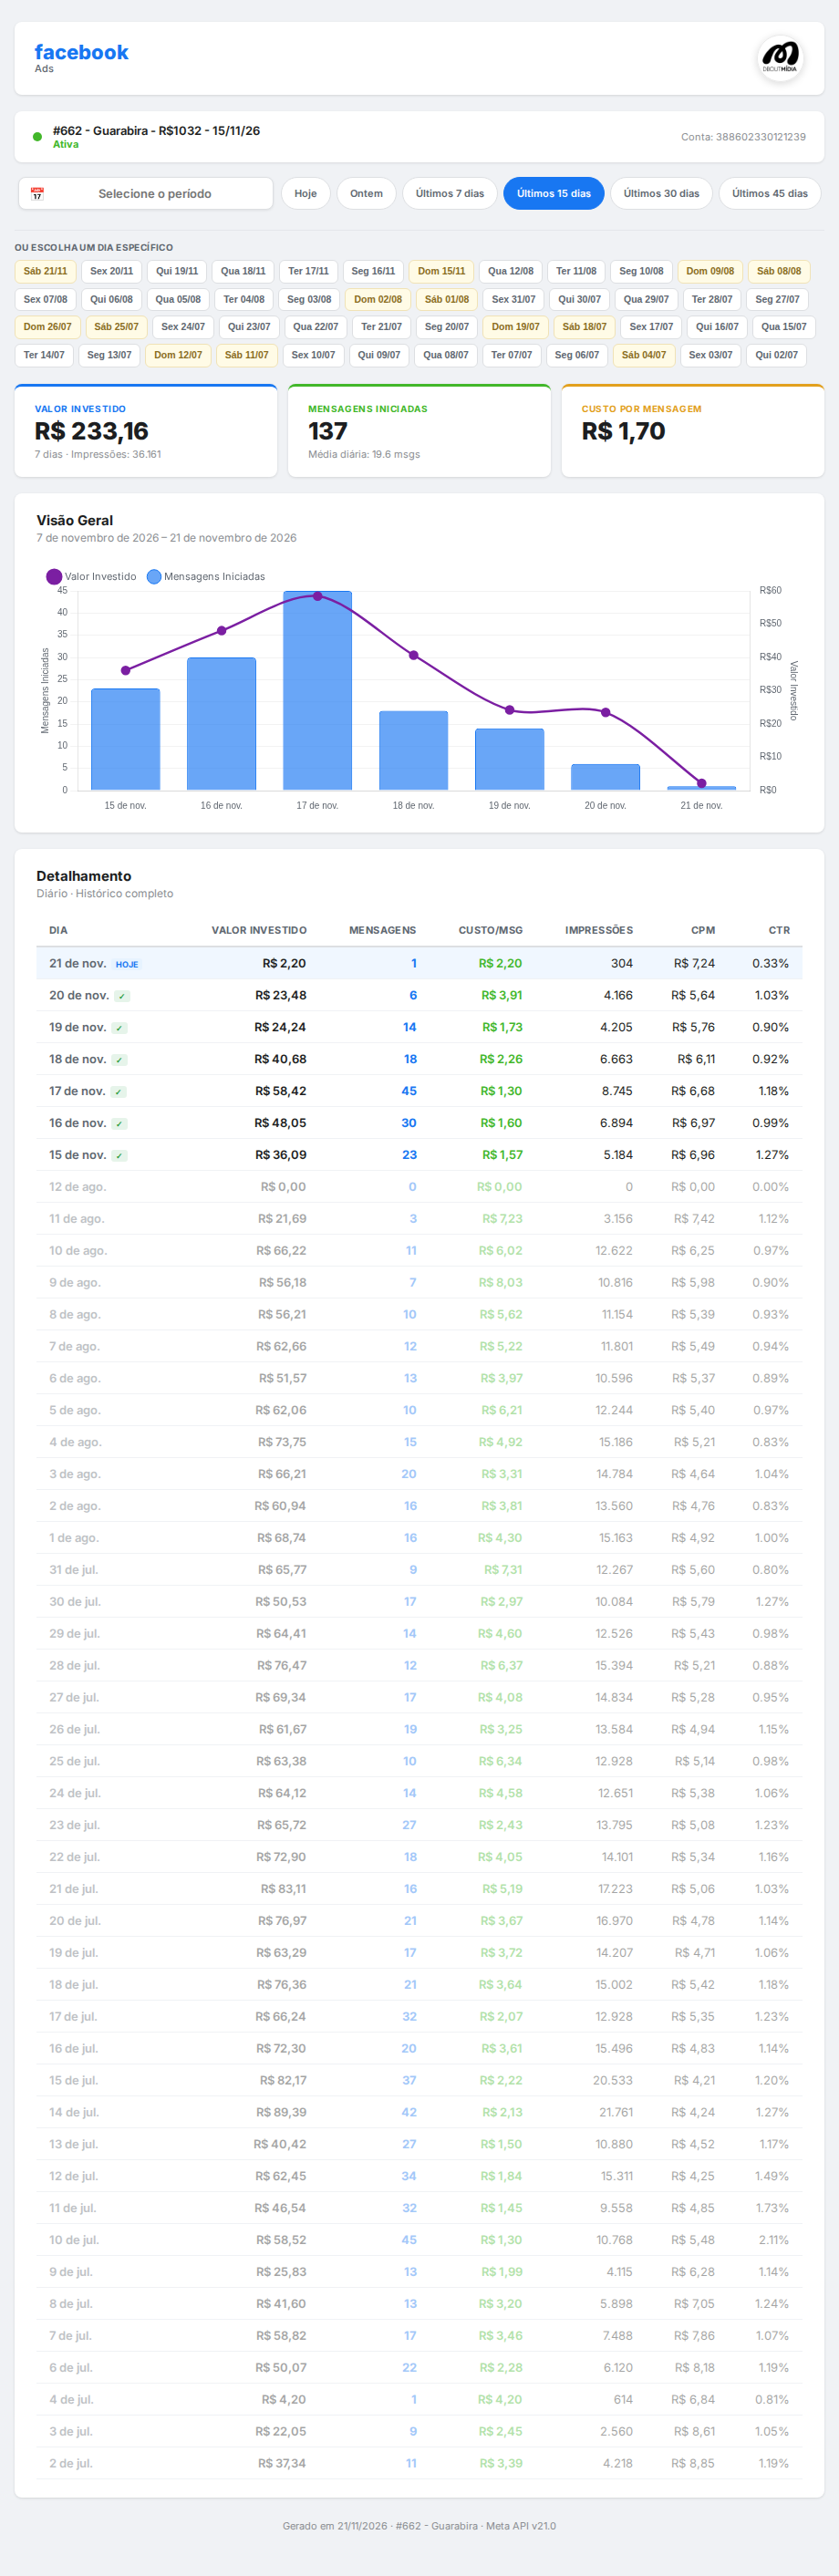 facebook
Ads
DBOUTMÍDIA
#662 - Guarabira - R$1032 - 15/11/26
Ativa
Conta: 388602330121239
Selecione o período
Hoje
Ontem
Últimos 7 dias
Últimos 15 dias
Últimos 30 dias
Últimos 45 dias
OU ESCOLHA UM DIA ESPECÍFICO
Sáb 21/11 Sex 20/11 Qui 19/11 Qua 18/11 Ter 17/11 Seg 16/11 Dom 15/11 Qua 12/08 Ter 11/08 Seg 10/08 Dom 09/08 Sáb 08/08
Sex 07/08 Qui 06/08 Qua 05/08 Ter 04/08 Seg 03/08 Dom 02/08 Sáb 01/08 Sex 31/07 Qui 30/07 Qua 29/07 Ter 28/07 Seg 27/07
Dom 26/07 Sáb 25/07 Sex 24/07 Qui 23/07 Qua 22/07 Ter 21/07 Seg 20/07 Dom 19/07 Sáb 18/07 Sex 17/07 Qui 16/07 Qua 15/07
Ter 14/07 Seg 13/07 Dom 12/07 Sáb 11/07 Sex 10/07 Qui 09/07 Qua 08/07 Ter 07/07 Seg 06/07 Sáb 04/07 Sex 03/07 Qui 02/07
VALOR INVESTIDO
R$ 233,16
7 dias · Impressões: 36.161
MENSAGENS INICIADAS
137
Média diária: 19.6 msgs
CUSTO POR MENSAGEM
R$ 1,70
Visão Geral
7 de novembro de 2026 – 21 de novembro de 2026
Valor Investido
Mensagens Iniciadas
45
40
35
30
25
20
15
10
5
0
Mensagens Iniciadas
R$60
R$50
R$40
R$30
R$20
R$10
R$0
Valor Investido
15 de nov. 16 de nov. 17 de nov. 18 de nov. 19 de nov. 20 de nov. 21 de nov.
Detalhamento
Diário · Histórico completo
DIA VALOR INVESTIDO MENSAGENS CUSTO/MSG IMPRESSÕES CPM CTR
21 de nov. HOJE R$ 2,20 1 R$ 2,20 304 R$ 7,24 0.33%
20 de nov. ✓ R$ 23,48 6 R$ 3,91 4.166 R$ 5,64 1.03%
19 de nov. ✓ R$ 24,24 14 R$ 1,73 4.205 R$ 5,76 0.90%
18 de nov. ✓ R$ 40,68 18 R$ 2,26 6.663 R$ 6,11 0.92%
17 de nov. ✓ R$ 58,42 45 R$ 1,30 8.745 R$ 6,68 1.18%
16 de nov. ✓ R$ 48,05 30 R$ 1,60 6.894 R$ 6,97 0.99%
15 de nov. ✓ R$ 36,09 23 R$ 1,57 5.184 R$ 6,96 1.27%
12 de ago. R$ 0,00 0 R$ 0,00 0 R$ 0,00 0.00%
11 de ago. R$ 21,69 3 R$ 7,23 3.156 R$ 7,42 1.12%
10 de ago. R$ 66,22 11 R$ 6,02 12.622 R$ 6,25 0.97%
9 de ago. R$ 56,18 7 R$ 8,03 10.816 R$ 5,98 0.90%
8 de ago. R$ 56,21 10 R$ 5,62 11.154 R$ 5,39 0.93%
7 de ago. R$ 62,66 12 R$ 5,22 11.801 R$ 5,49 0.94%
6 de ago. R$ 51,57 13 R$ 3,97 10.596 R$ 5,37 0.89%
5 de ago. R$ 62,06 10 R$ 6,21 12.244 R$ 5,40 0.97%
4 de ago. R$ 73,75 15 R$ 4,92 15.186 R$ 5,21 0.83%
3 de ago. R$ 66,21 20 R$ 3,31 14.784 R$ 4,64 1.04%
2 de ago. R$ 60,94 16 R$ 3,81 13.560 R$ 4,76 0.83%
1 de ago. R$ 68,74 16 R$ 4,30 15.163 R$ 4,92 1.00%
31 de jul. R$ 65,77 9 R$ 7,31 12.267 R$ 5,60 0.80%
30 de jul. R$ 50,53 17 R$ 2,97 10.084 R$ 5,79 1.27%
29 de jul. R$ 64,41 14 R$ 4,60 12.526 R$ 5,43 0.98%
28 de jul. R$ 76,47 12 R$ 6,37 15.394 R$ 5,21 0.88%
27 de jul. R$ 69,34 17 R$ 4,08 14.834 R$ 5,28 0.95%
26 de jul. R$ 61,67 19 R$ 3,25 13.584 R$ 4,94 1.15%
25 de jul. R$ 63,38 10 R$ 6,34 12.928 R$ 5,14 0.98%
24 de jul. R$ 64,12 14 R$ 4,58 12.651 R$ 5,38 1.06%
23 de jul. R$ 65,72 27 R$ 2,43 13.795 R$ 5,08 1.23%
22 de jul. R$ 72,90 18 R$ 4,05 14.101 R$ 5,34 1.16%
21 de jul. R$ 83,11 16 R$ 5,19 17.223 R$ 5,06 1.03%
20 de jul. R$ 76,97 21 R$ 3,67 16.970 R$ 4,78 1.14%
19 de jul. R$ 63,29 17 R$ 3,72 14.207 R$ 4,71 1.06%
18 de jul. R$ 76,36 21 R$ 3,64 15.002 R$ 5,42 1.18%
17 de jul. R$ 66,24 32 R$ 2,07 12.928 R$ 5,35 1.23%
16 de jul. R$ 72,30 20 R$ 3,61 15.496 R$ 4,83 1.14%
15 de jul. R$ 82,17 37 R$ 2,22 20.533 R$ 4,21 1.20%
14 de jul. R$ 89,39 42 R$ 2,13 21.761 R$ 4,24 1.27%
13 de jul. R$ 40,42 27 R$ 1,50 10.880 R$ 4,52 1.17%
12 de jul. R$ 62,45 34 R$ 1,84 15.311 R$ 4,25 1.49%
11 de jul. R$ 46,54 32 R$ 1,45 9.558 R$ 4,85 1.73%
10 de jul. R$ 58,52 45 R$ 1,30 10.768 R$ 5,48 2.11%
9 de jul. R$ 25,83 13 R$ 1,99 4.115 R$ 6,28 1.14%
8 de jul. R$ 41,60 13 R$ 3,20 5.898 R$ 7,05 1.24%
7 de jul. R$ 58,82 17 R$ 3,46 7.488 R$ 7,86 1.07%
6 de jul. R$ 50,07 22 R$ 2,28 6.120 R$ 8,18 1.19%
4 de jul. R$ 4,20 1 R$ 4,20 614 R$ 6,84 0.81%
3 de jul. R$ 22,05 9 R$ 2,45 2.560 R$ 8,61 1.05%
2 de jul. R$ 37,34 11 R$ 3,39 4.218 R$ 8,85 1.19%
Gerado em 21/11/2026 · #662 - Guarabira · Meta API v21.0